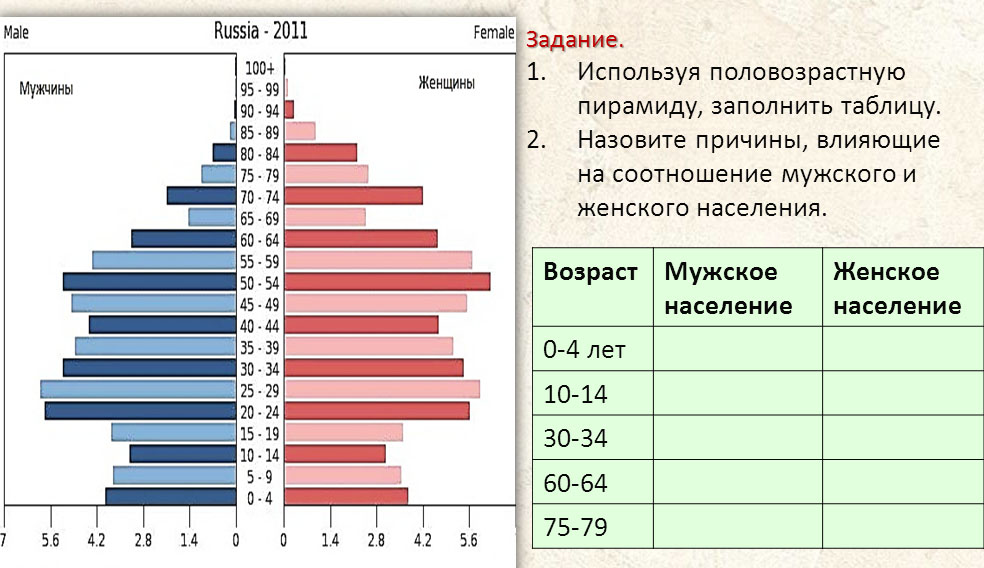 Male
Russia - 2011
Female
Мужчины
Женщины
100+
95 - 99
90 - 94
85 - 89
80 - 84
75 - 79
70 - 74
65 - 69
60 - 64
55 - 59
50 - 54
45 - 49
40 - 44
35 - 39
30 - 34
25 - 29
20 - 24
15 - 19
10 - 14
5 - 9
0 - 4
7 5.6 4.2 2.8 1.4 0 0 1.4 2.8 4.2 5.6
Задание.
1. Используя половозрастную
пирамиду, заполнить таблицу.
2. Назовите причины, влияющие
на соотношение мужского и
женского населения.
Возраст Мужское население Женское население
0-4 лет
10-14
30-34
60-64
75-79